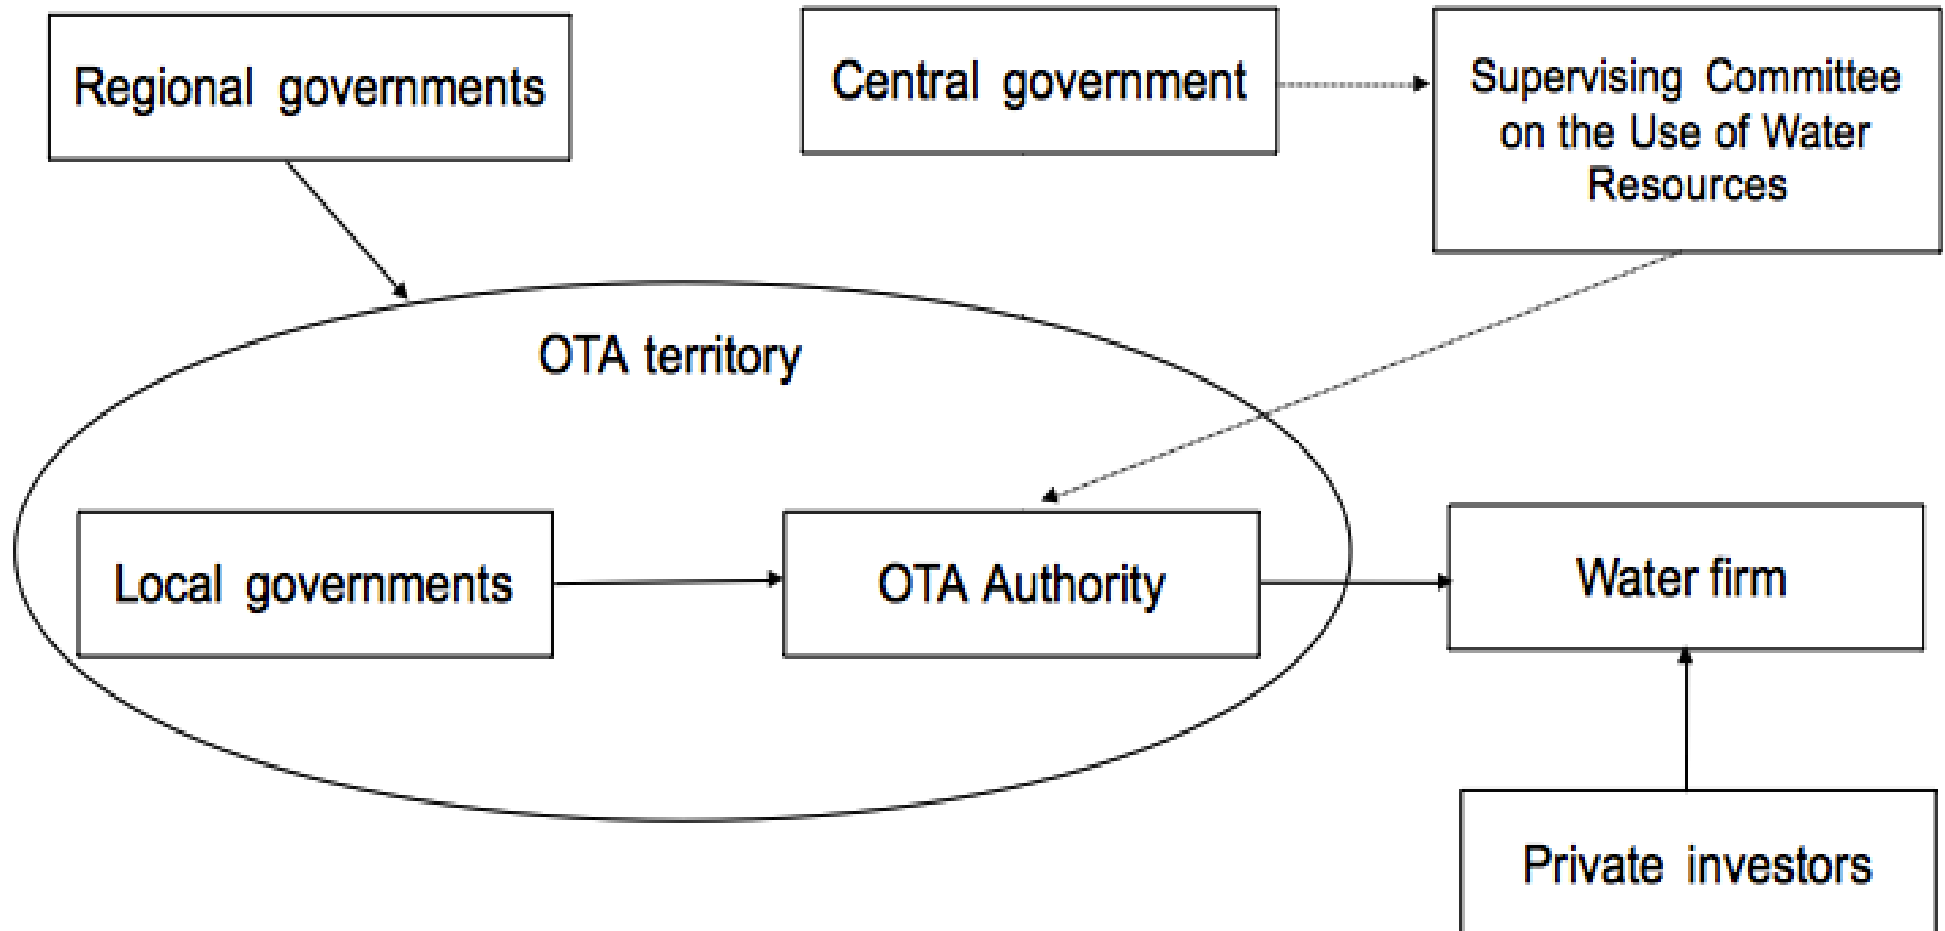 Regional governments
Central government
Supervising Committee
on the Use of Water
Resources
OTA territory
Local governments
OTA Authority
Water firm
Private investors